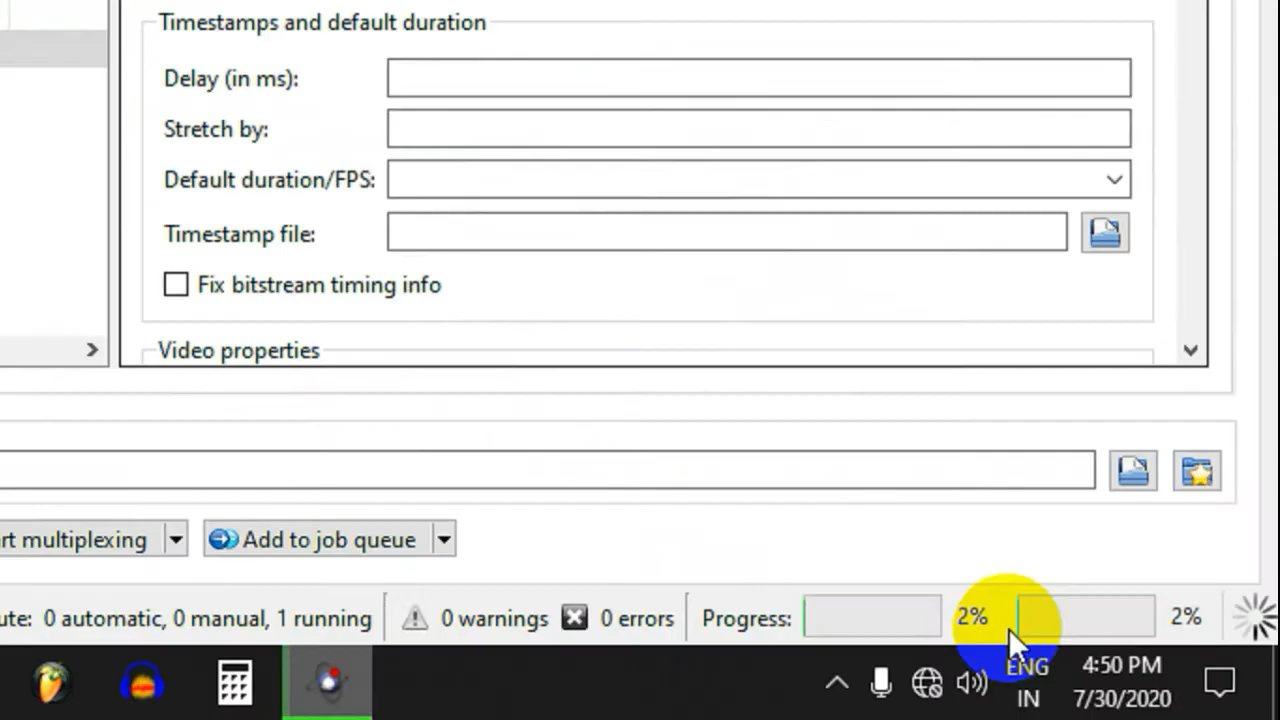 Timestamps and default duration
Delay (in ms):
Stretch by:
Default duration/FPS:
Timestamp file:
Fix bitstream timing info
Video properties
rt multiplexing Add to job queue
ute: 0 automatic, 0 manual, 1 running 0 warnings 0 errors Progress: 2% 2%
ENG 4:50 PM
IN 7/30/2020